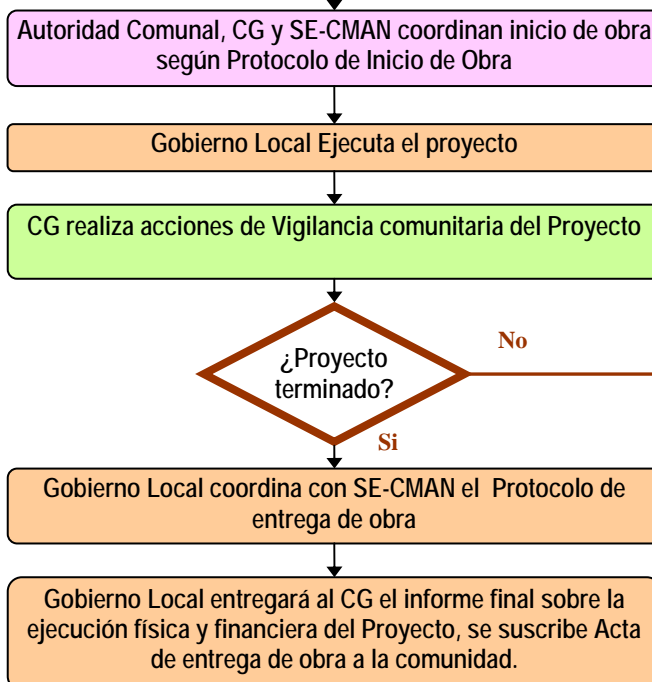 Autoridad Comunal, CG y SE-CMAN coordinan inicio de obra
según Protocolo de Inicio de Obra
Gobierno Local Ejecuta el proyecto
CG realiza acciones de Vigilancia comunitaria del Proyecto
¿Proyecto
terminado?
No
Si
Gobierno Local coordina con SE-CMAN el Protocolo de
entrega de obra
Gobierno Local entregará al CG el informe final sobre la
ejecución física y financiera del Proyecto, se suscribe Acta
de entrega de obra a la comunidad.